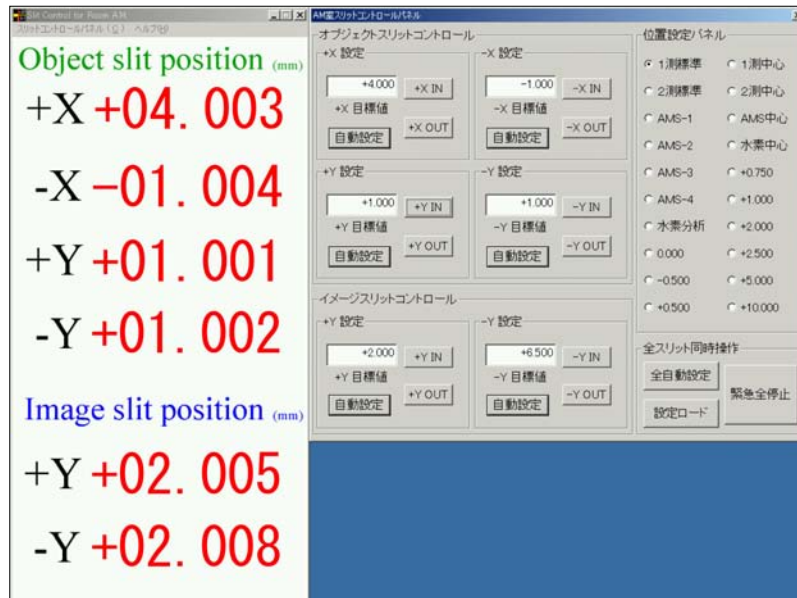 Slit Control for Room A.M.
スリットコントロールパネル(C) ヘルプ(H)
Object slit position (mm)
+X +04.003
-X -01.004
+Y +01.001
-Y +01.002
Image slit position (mm)
+Y +02.005
-Y +02.008
AM室スリットコントロールパネル
オブジェクトスリットコントロール
+X 設定
+4.000
+X IN
+X 目標値
自動設定
+X OUT
-X 設定
-1.000
-X IN
-X 目標値
自動設定
-X OUT
+Y 設定
+1.000
+Y IN
+Y 目標値
自動設定
+Y OUT
-Y 設定
+1.000
-Y IN
-Y 目標値
自動設定
-Y OUT
イメージスリットコントロール
+Y 設定
+2.000
+Y IN
+Y 目標値
自動設定
+Y OUT
-Y 設定
+6.500
-Y IN
-Y 目標値
自動設定
-Y OUT
位置設定パネル
1測標準
1測中心
2測標準
2測中心
AMS-1
AMS中心
AMS-2
水素中心
AMS-3
+0.750
AMS-4
+1.000
水素分析
+2.000
0.000
+2.500
-0.500
+5.000
+0.500
+10.000
全スリット同時操作
全自動設定
設定ロード
緊急全停止